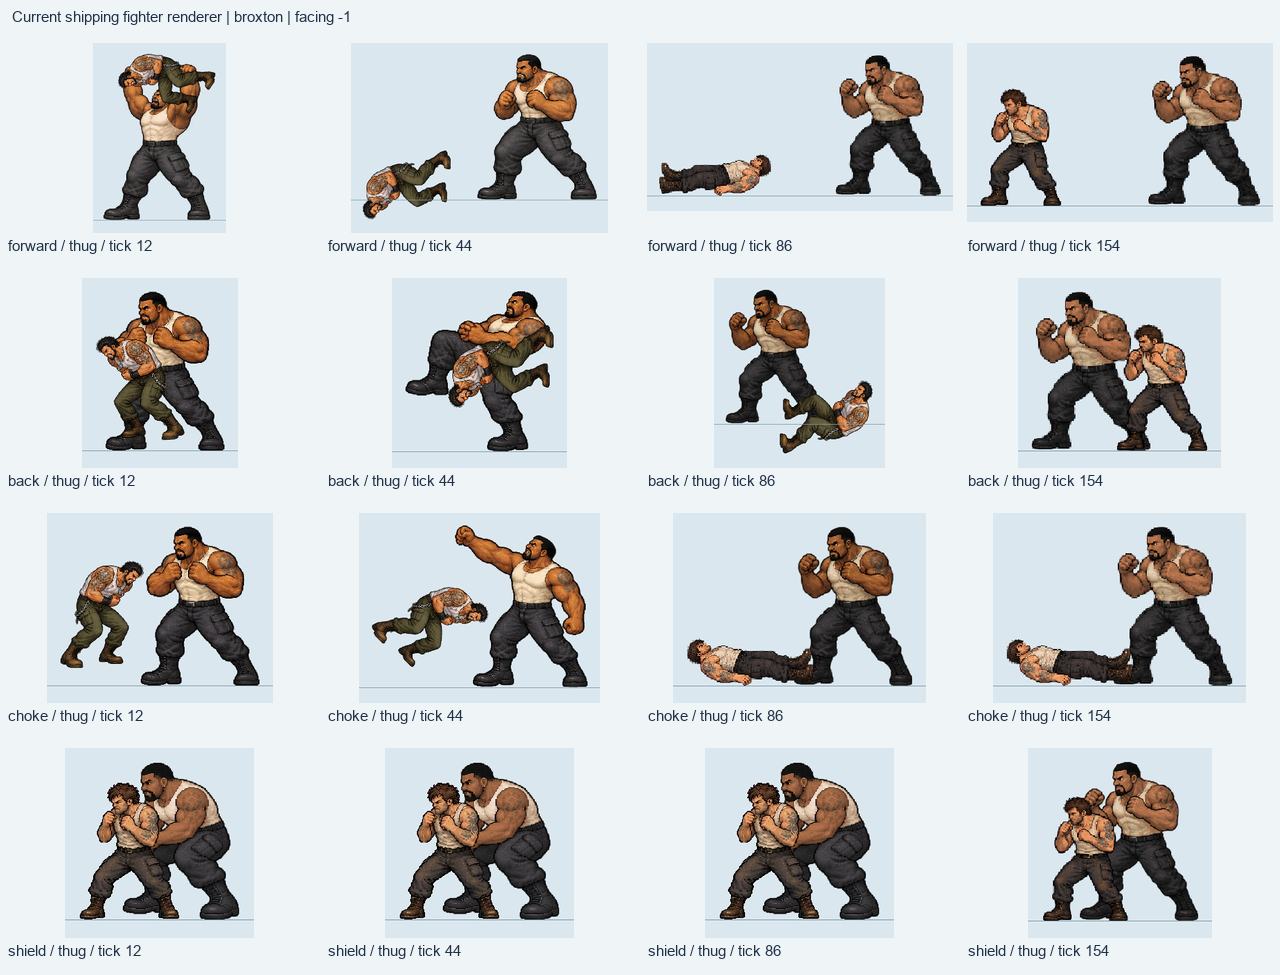 Current shipping fighter renderer | broxton | facing -1
forward / thug / tick 12
forward / thug / tick 44
forward / thug / tick 86
forward / thug / tick 154
back / thug / tick 12
back / thug / tick 44
back / thug / tick 86
back / thug / tick 154
choke / thug / tick 12
choke / thug / tick 44
choke / thug / tick 86
choke / thug / tick 154
shield / thug / tick 12
shield / thug / tick 44
shield / thug / tick 86
shield / thug / tick 154